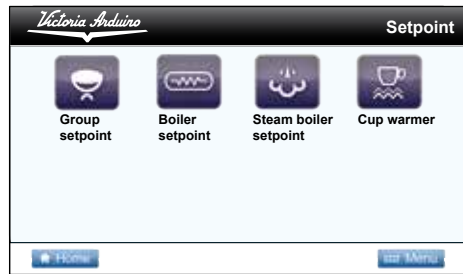 Victoria Arduino
Setpoint
Group setpoint
Boiler setpoint
Steam boiler setpoint
Cup warmer
Home
Menu